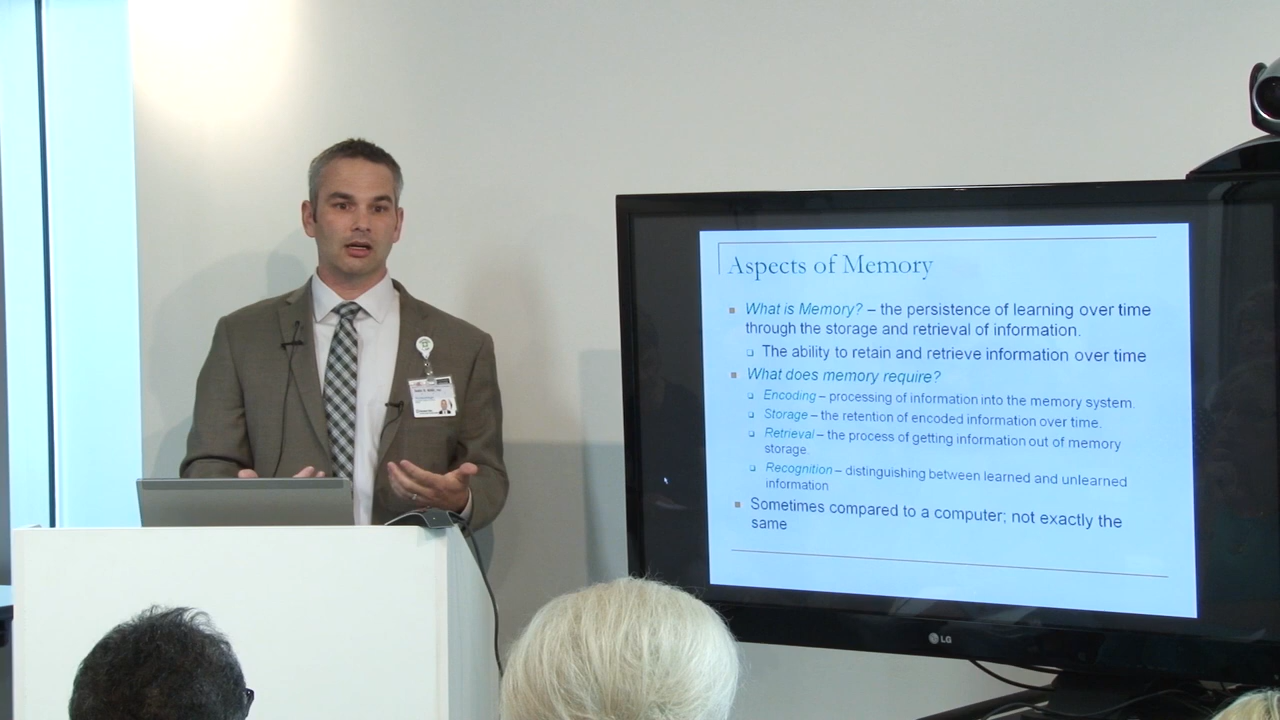 Aspects of Memory
What is Memory? – the persistence of learning over time
through the storage and retrieval of information.
The ability to retain and retrieve information over time
What does memory require?
Encoding – processing of information into the memory system.
Storage – the retention of encoded information over time.
Retrieval – the process of getting information out of memory
storage.
Recognition – distinguishing between learned and unlearned
information
Sometimes compared to a computer; not exactly the
same
LG